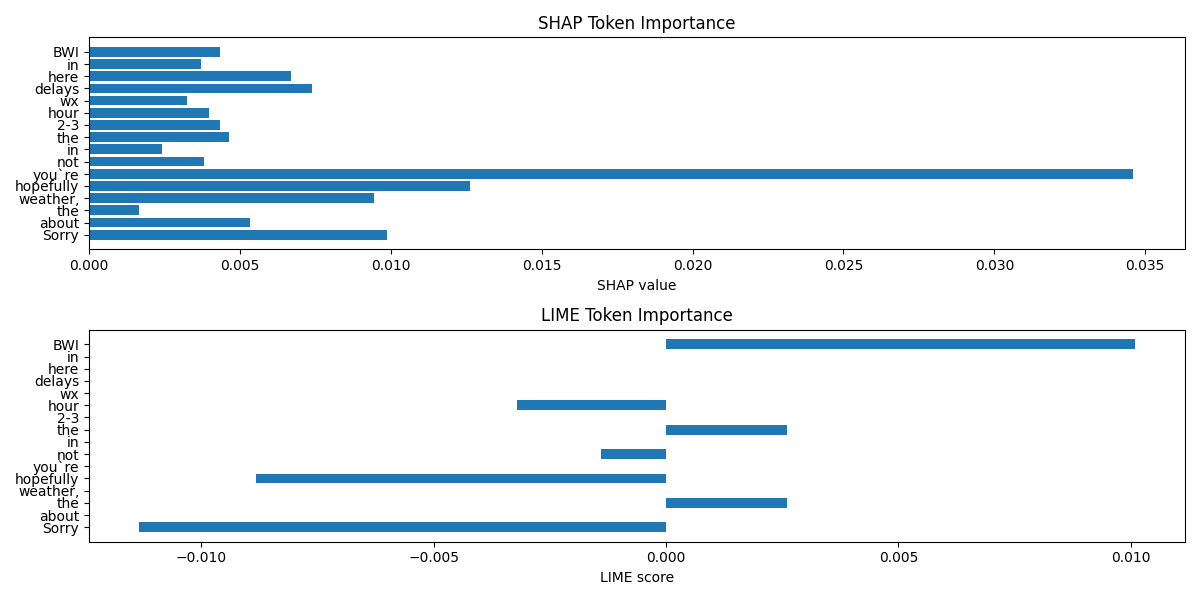 SHAP Token Importance
BWI
in
here
delays
wx
hour
2-3
the
in
not
you`re
hopefully
weather,
the
about
Sorry
0.000 0.005 0.010 0.015 0.020 0.025 0.030 0.035
SHAP value
LIME Token Importance
BWI
in
here
delays
wx
hour
2-3
the
in
not
you`re
hopefully
weather,
the
about
Sorry
−0.010 −0.005 0.000 0.005 0.010
LIME score